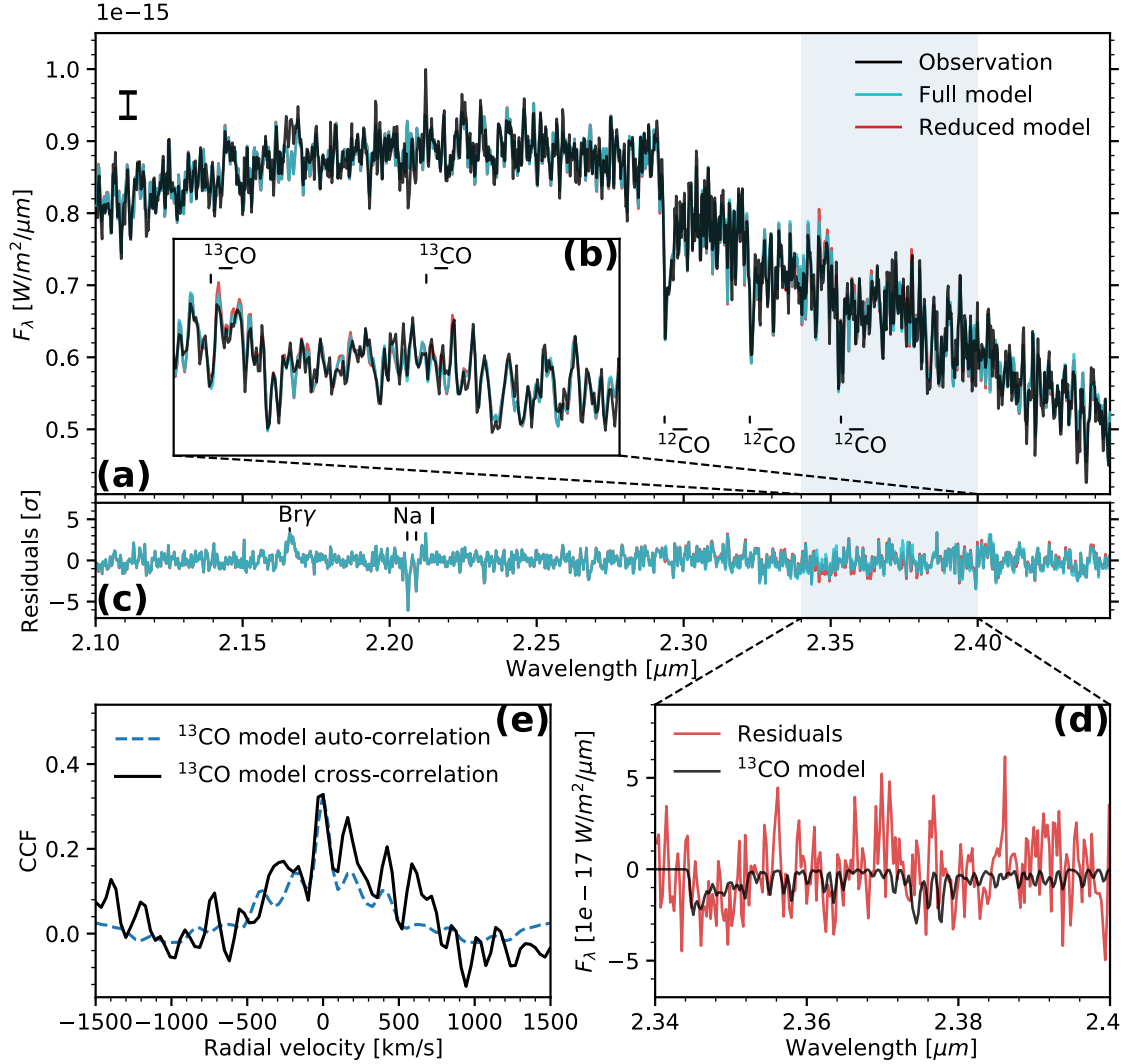 1e−15
Observation
Full model
Reduced model
F_λ [W/m²/μm]
1.0
0.9
0.8
0.7
0.6
0.5
¹³CO
¹³CO
(b)
¹²CO
¹²CO
¹²CO
(a)
Residuals [σ]
5
0
−5
Brγ
Na I
(c)
2.10
2.15
2.20
2.25
2.30
2.35
2.40
Wavelength [μm]
(e)
¹³CO model auto-correlation
¹³CO model cross-correlation
CCF
0.4
0.2
0.0
−1500
−1000
−500
0
500
1000
1500
Radial velocity [km/s]
(d)
Residuals
¹³CO model
F_λ [1e−17 W/m²/μm]
5
0
−5
2.34
2.36
2.38
2.4
Wavelength [μm]